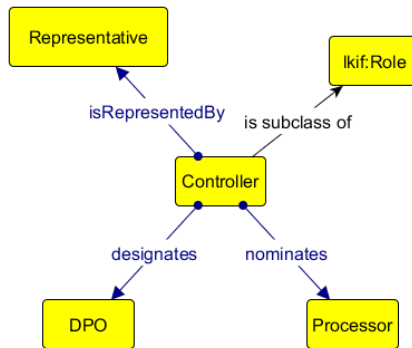 Representative
lkif:Role
isRepresentedBy
is subclass of
Controller
designates
nominates
DPO
Processor